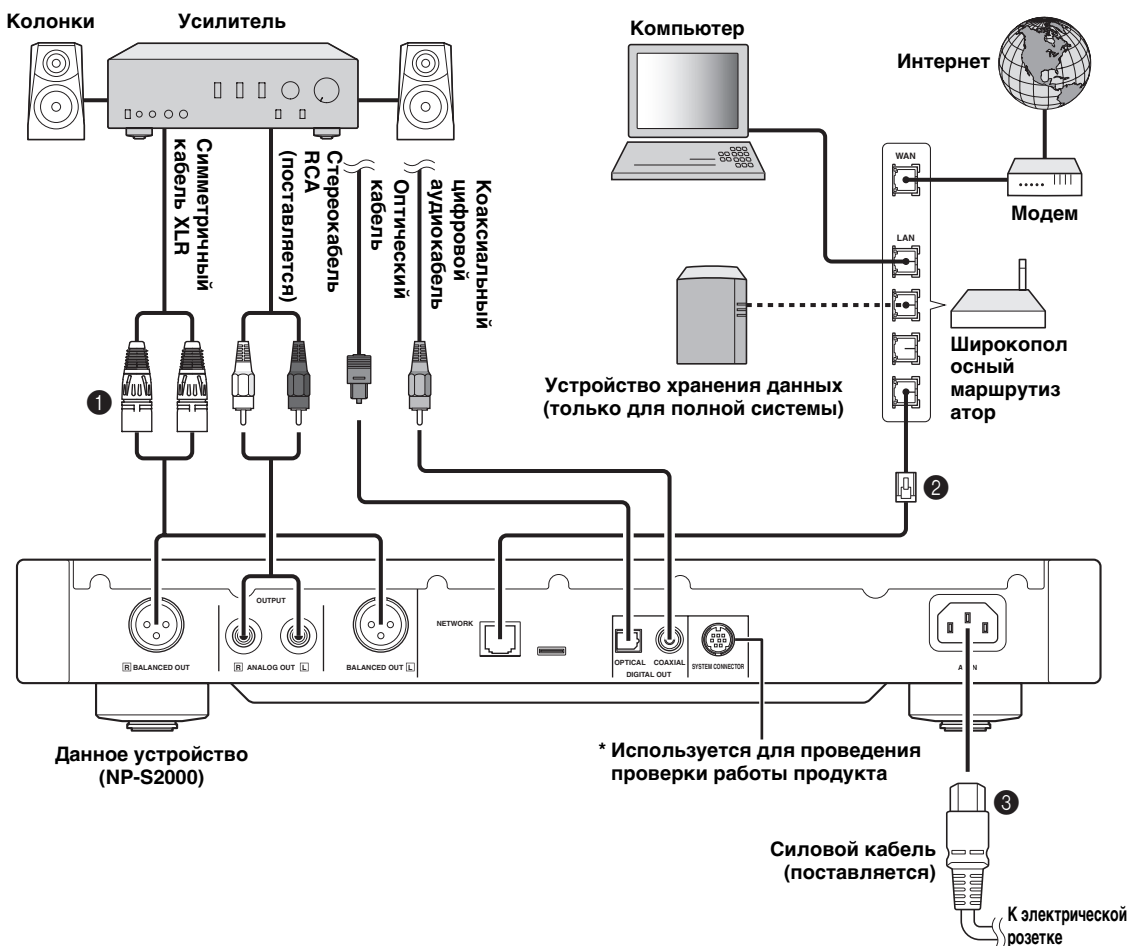 Колонки
Усилитель
Компьютер
Интернет
WAN
Модем
LAN
Симметричный
кабель XLR
Стереокабель
RCA
(поставляется)
Оптический
кабель
Коаксиальный
цифровой
аудиокабель
Устройство хранения данных
(только для полной системы)
Широкопол
осный
маршрутиз
атор
1
2
OUTPUT
NETWORK
R BALANCED OUT
R ANALOG OUT L
BALANCED OUT L
OPTICAL COAXIAL
DIGITAL OUT
SYSTEM CONNECTOR
Данное устройство
(NP-S2000)
* Используется для проведения
проверки работы продукта
3
Силовой кабель
(поставляется)
К электрической
розетке